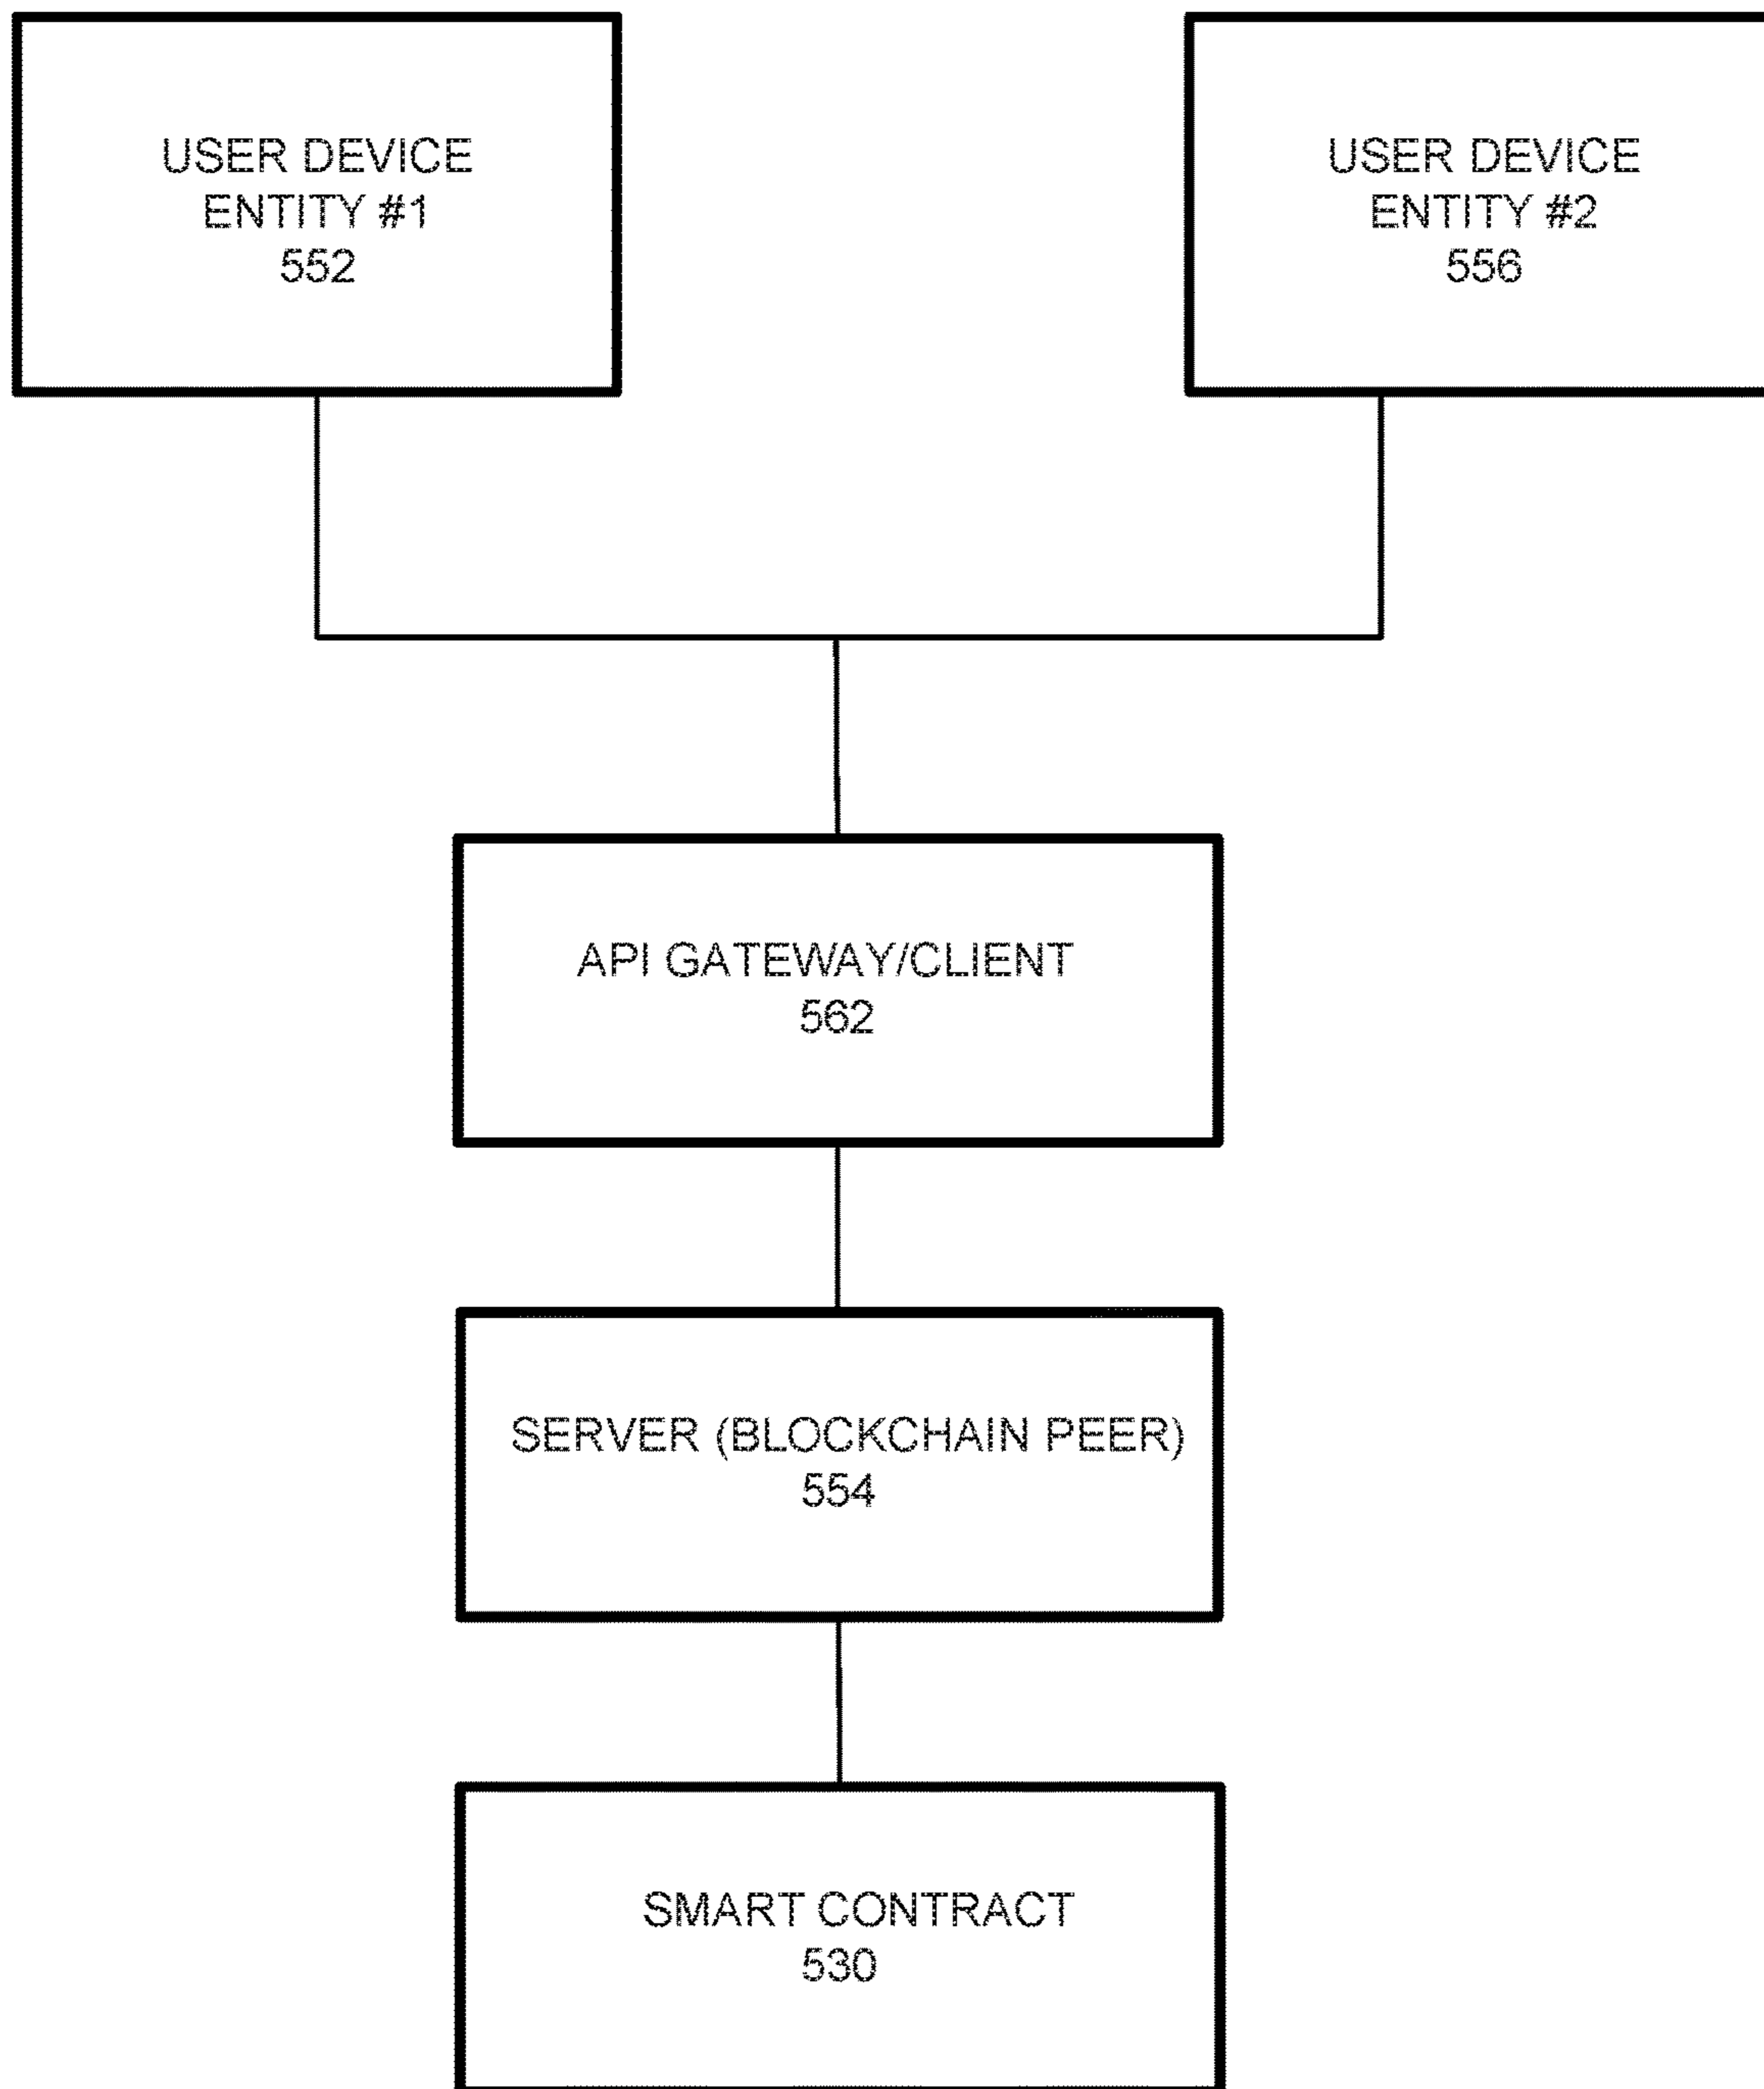 USER DEVICE
ENTITY #1
552
USER DEVICE
ENTITY #2
556
API GATEWAY/CLIENT
562
SERVER (BLOCKCHAIN PEER)
554
SMART CONTRACT
530